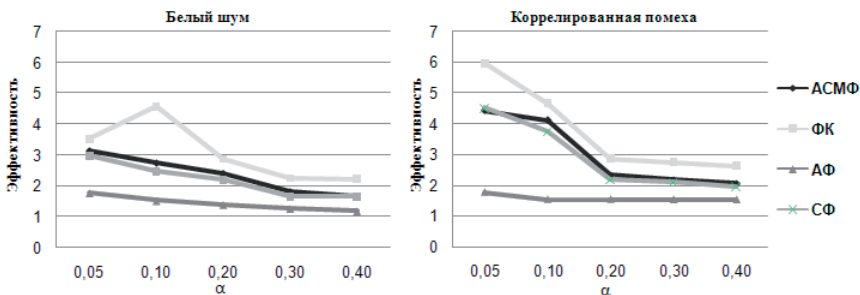 Белый шум
Эффективность
7
6
5
4
3
2
1
0
0,05 0,10 0,20 0,30 0,40
α
Коррелированная помеха
Эффективность
7
6
5
4
3
2
1
0
0,05 0,10 0,20 0,30 0,40
α
АСМФ
ФК
АФ
СФ